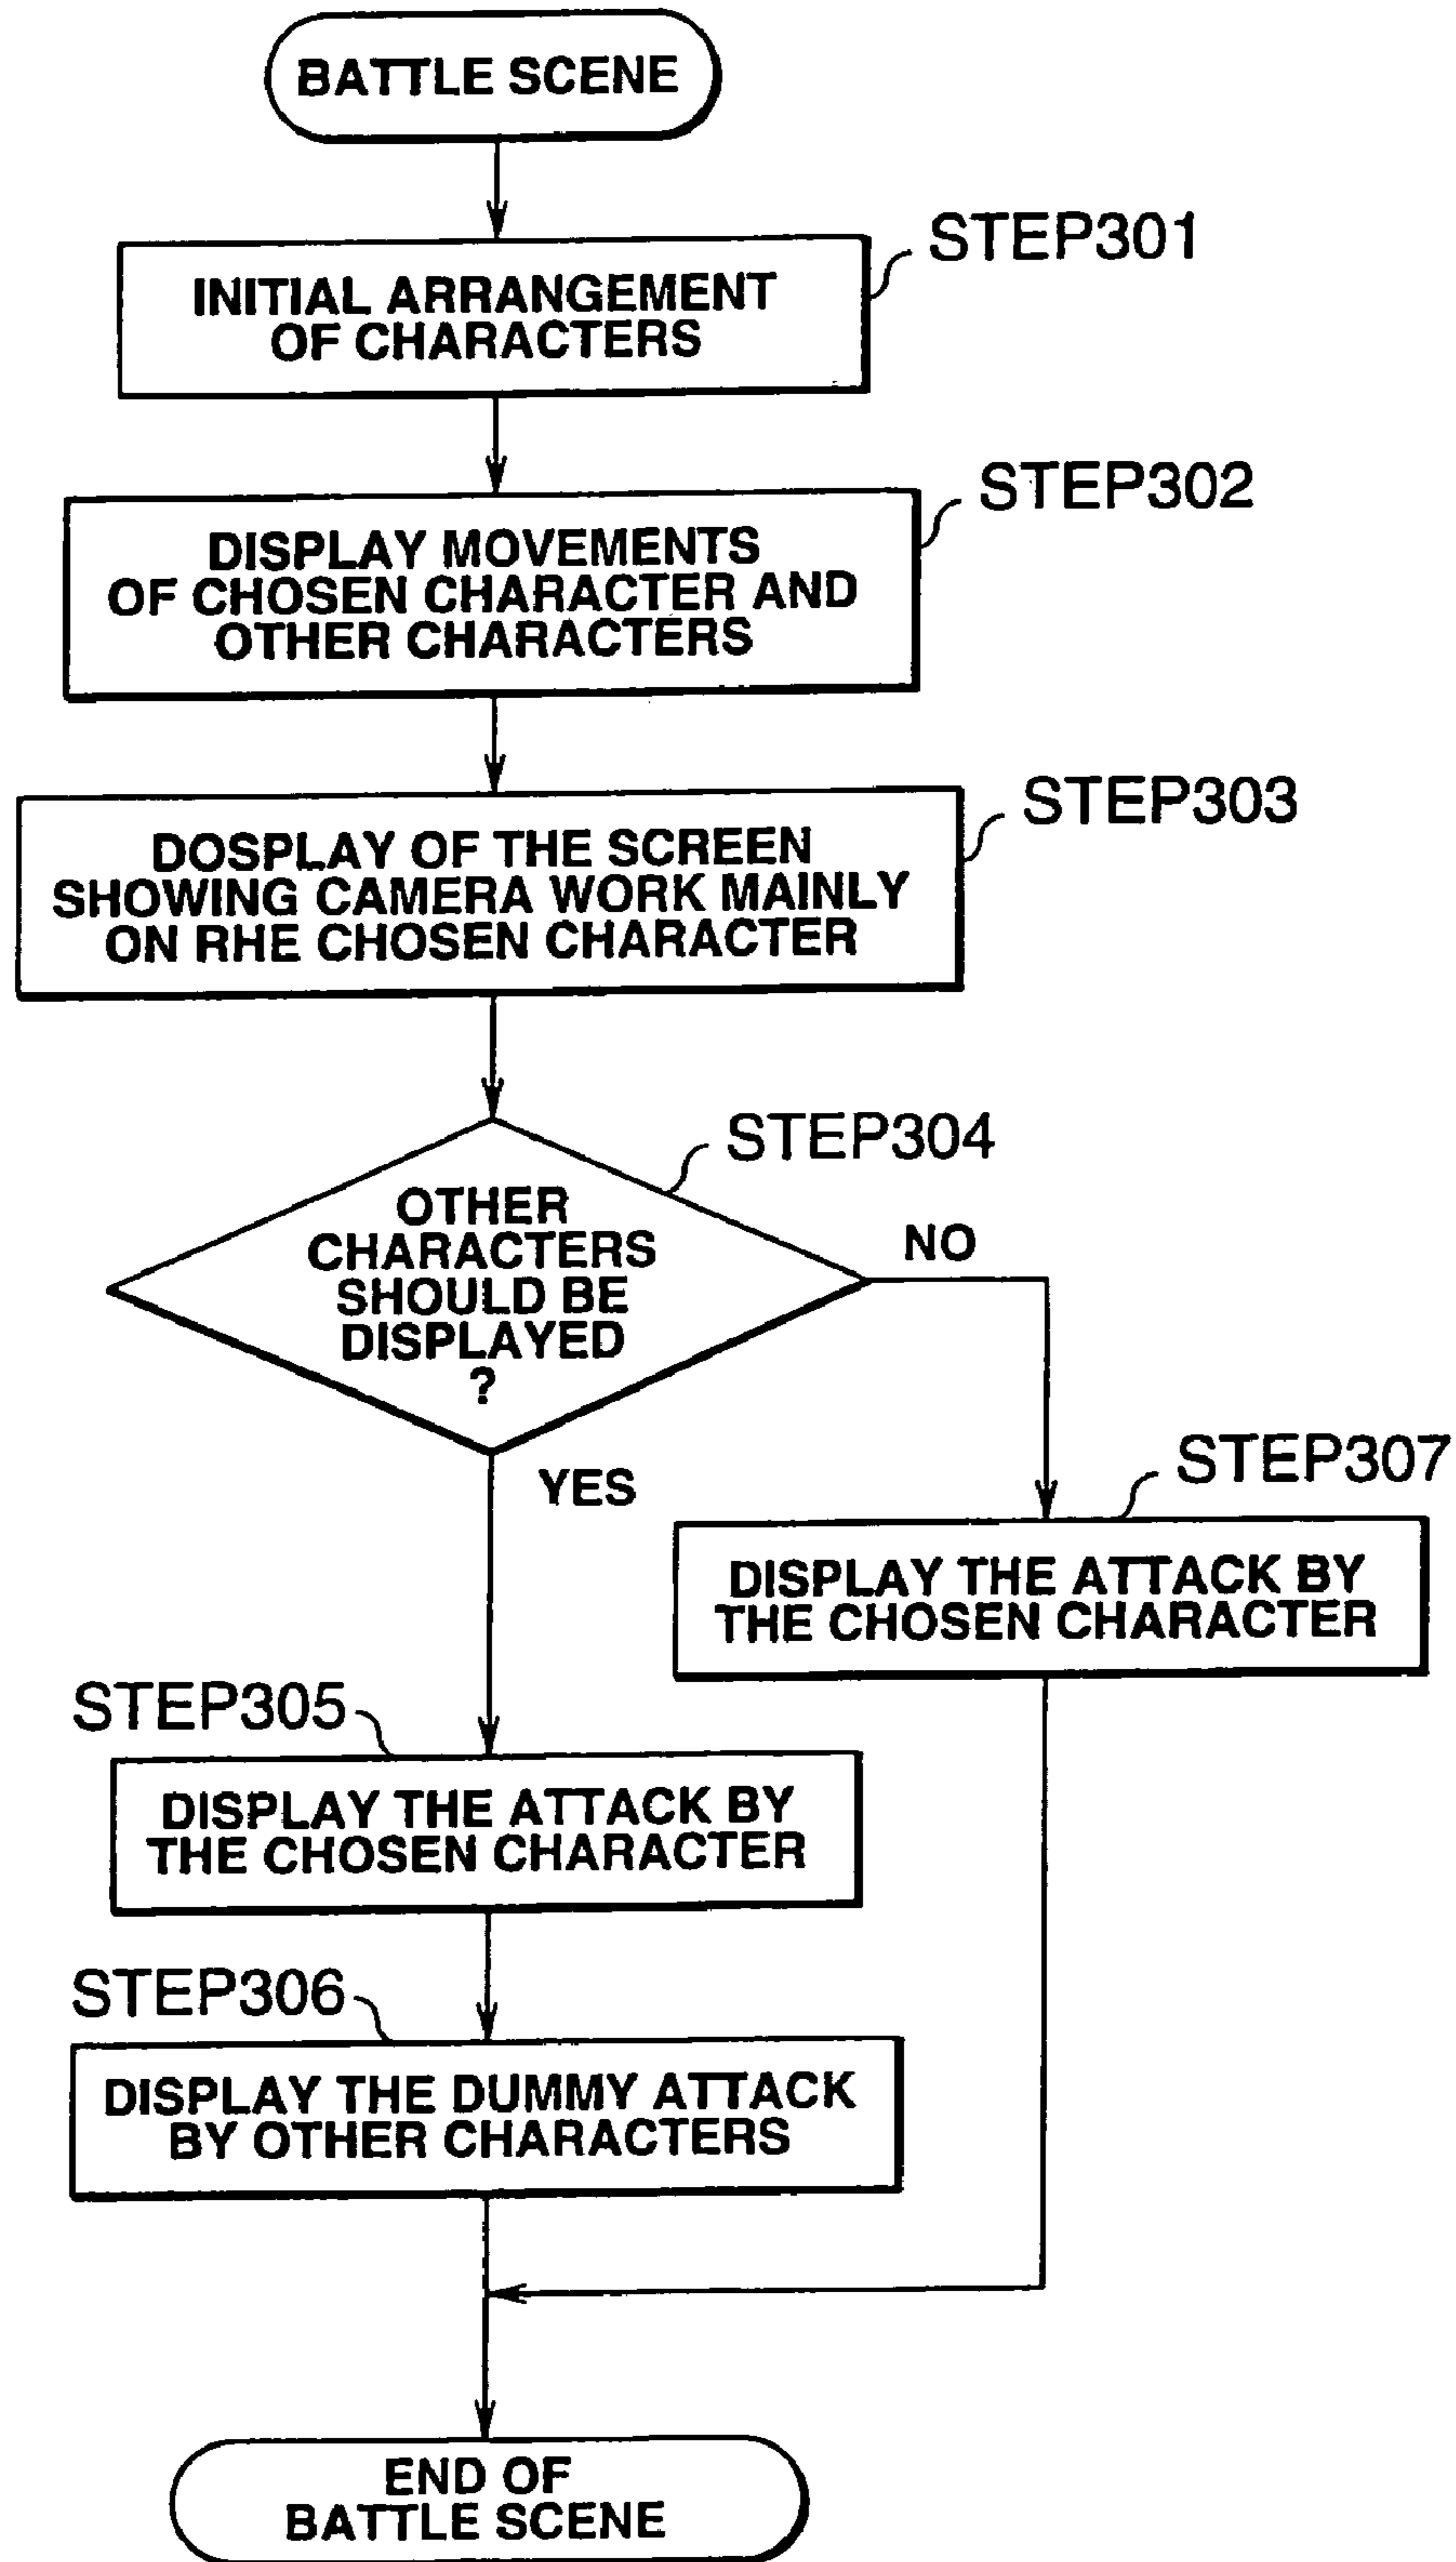 BATTLE SCENE
STEP301
INITIAL ARRANGEMENT
OF CHARACTERS
STEP302
DISPLAY MOVEMENTS
OF CHOSEN CHARACTER AND
OTHER CHARACTERS
STEP303
DOSPLAY OF THE SCREEN
SHOWING CAMERA WORK MAINLY
ON RHE CHOSEN CHARACTER
STEP304
OTHER
CHARACTERS
SHOULD BE
DISPLAYED
?
NO
YES
STEP307
DISPLAY THE ATTACK BY
THE CHOSEN CHARACTER
STEP305
DISPLAY THE ATTACK BY
THE CHOSEN CHARACTER
STEP306
DISPLAY THE DUMMY ATTACK
BY OTHER CHARACTERS
END OF
BATTLE SCENE